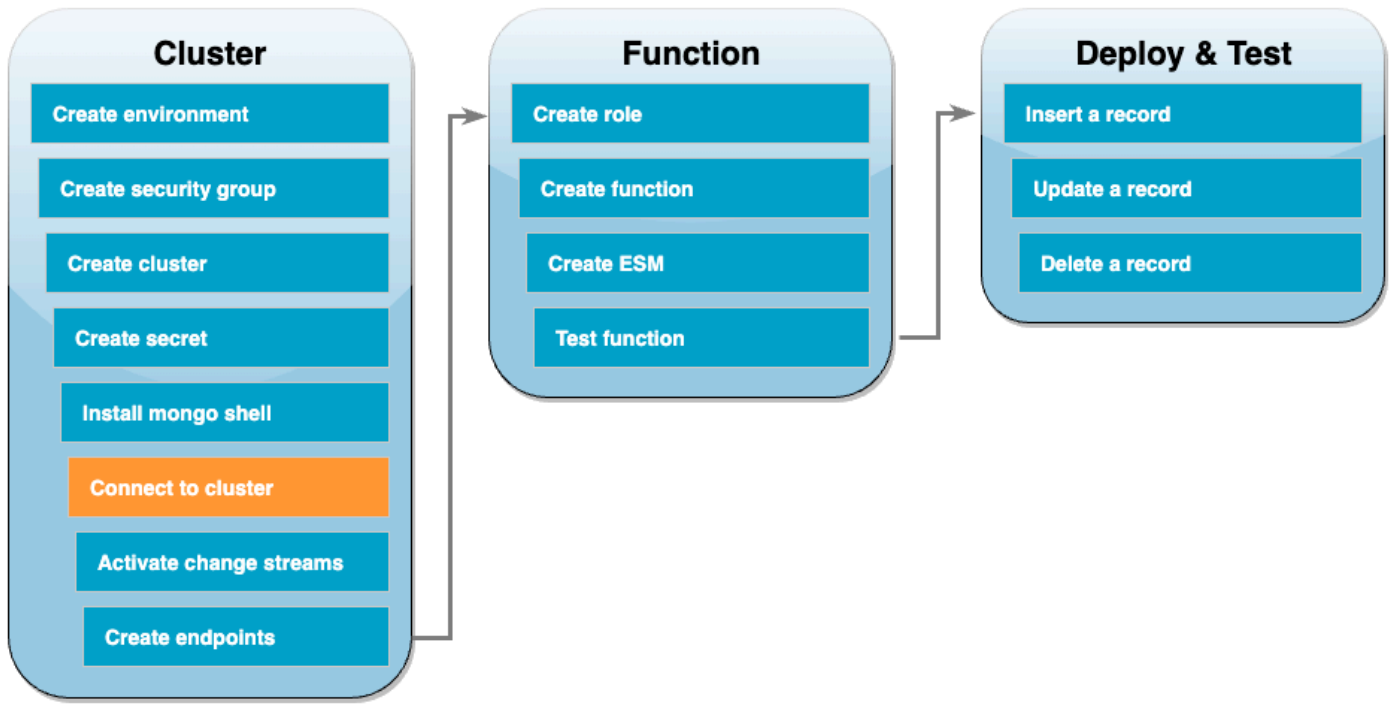 Cluster
Create environment
Create security group
Create cluster
Create secret
Install mongo shell
Connect to cluster
Activate change streams
Create endpoints
Function
Create role
Create function
Create ESM
Test function
Deploy & Test
Insert a record
Update a record
Delete a record